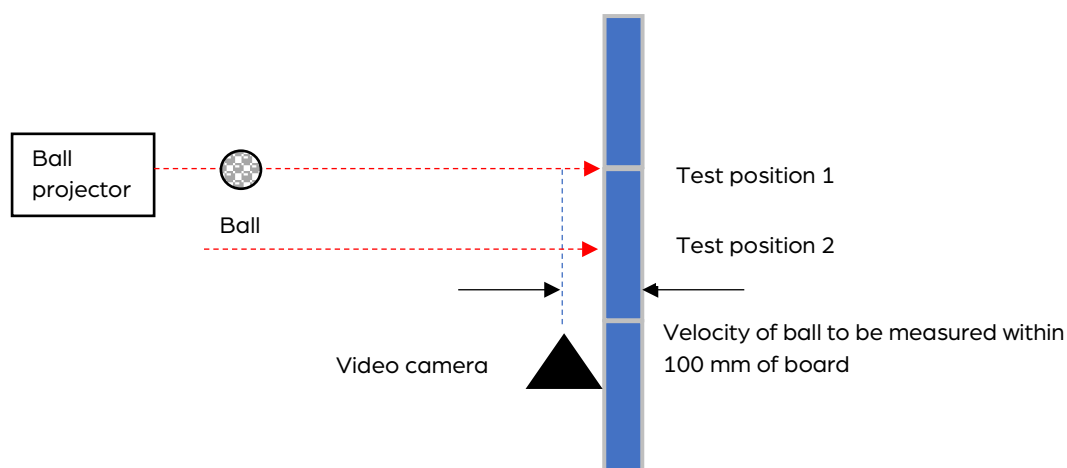 Ball
projector
Ball
Test position 1
Test position 2
Video camera
Velocity of ball to be measured within
100 mm of board